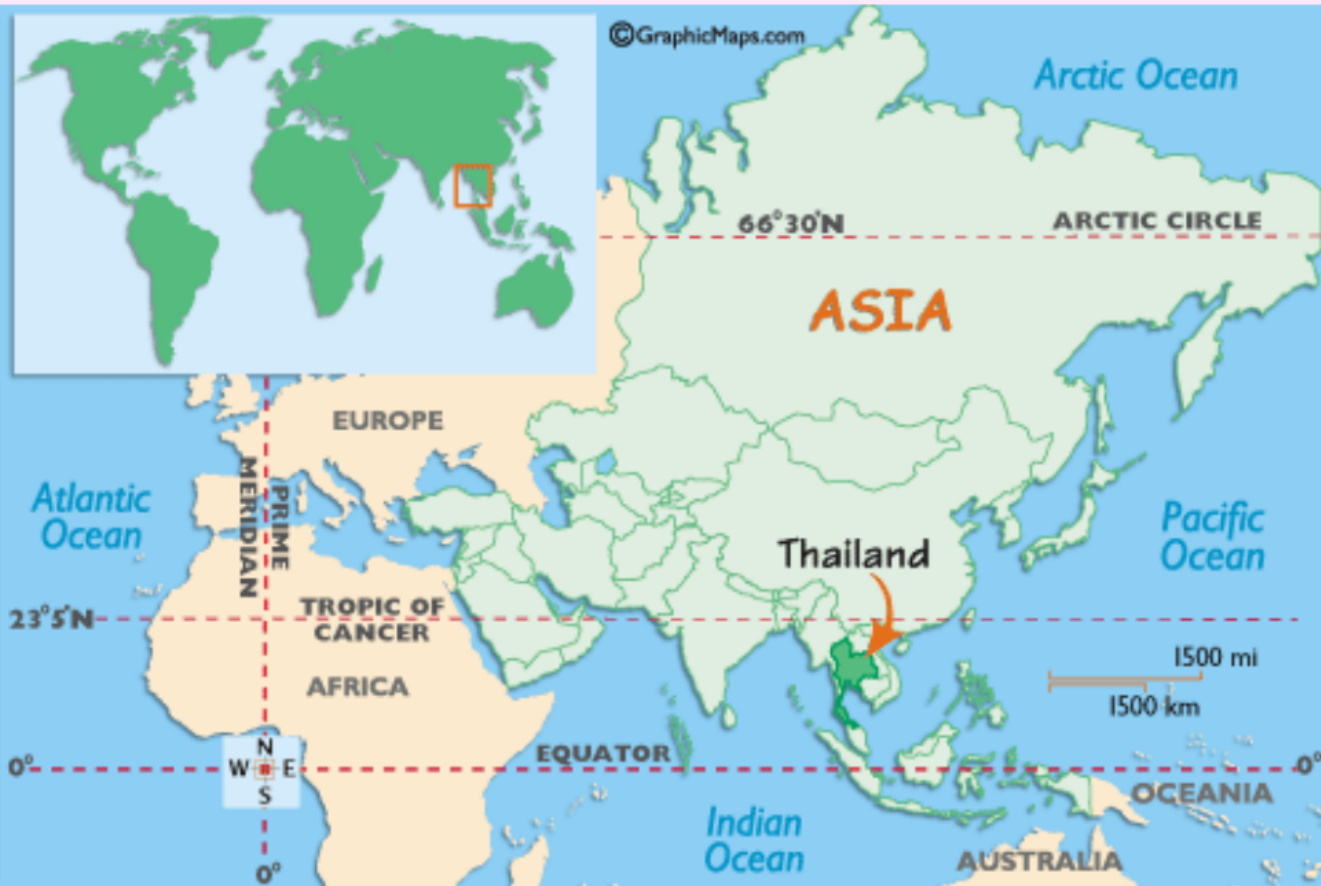 ©GraphicMaps.com
Arctic Ocean
66°30'N
ARCTIC CIRCLE
ASIA
EUROPE
Atlantic
Ocean
PRIME
MERIDIAN
Pacific
Ocean
Thailand
23°5'N
TROPIC OF
CANCER
AFRICA
1500 mi
1500 km
N
W E
S
EQUATOR
0°
0°
OCEANIA
Indian
Ocean
AUSTRALIA
0°